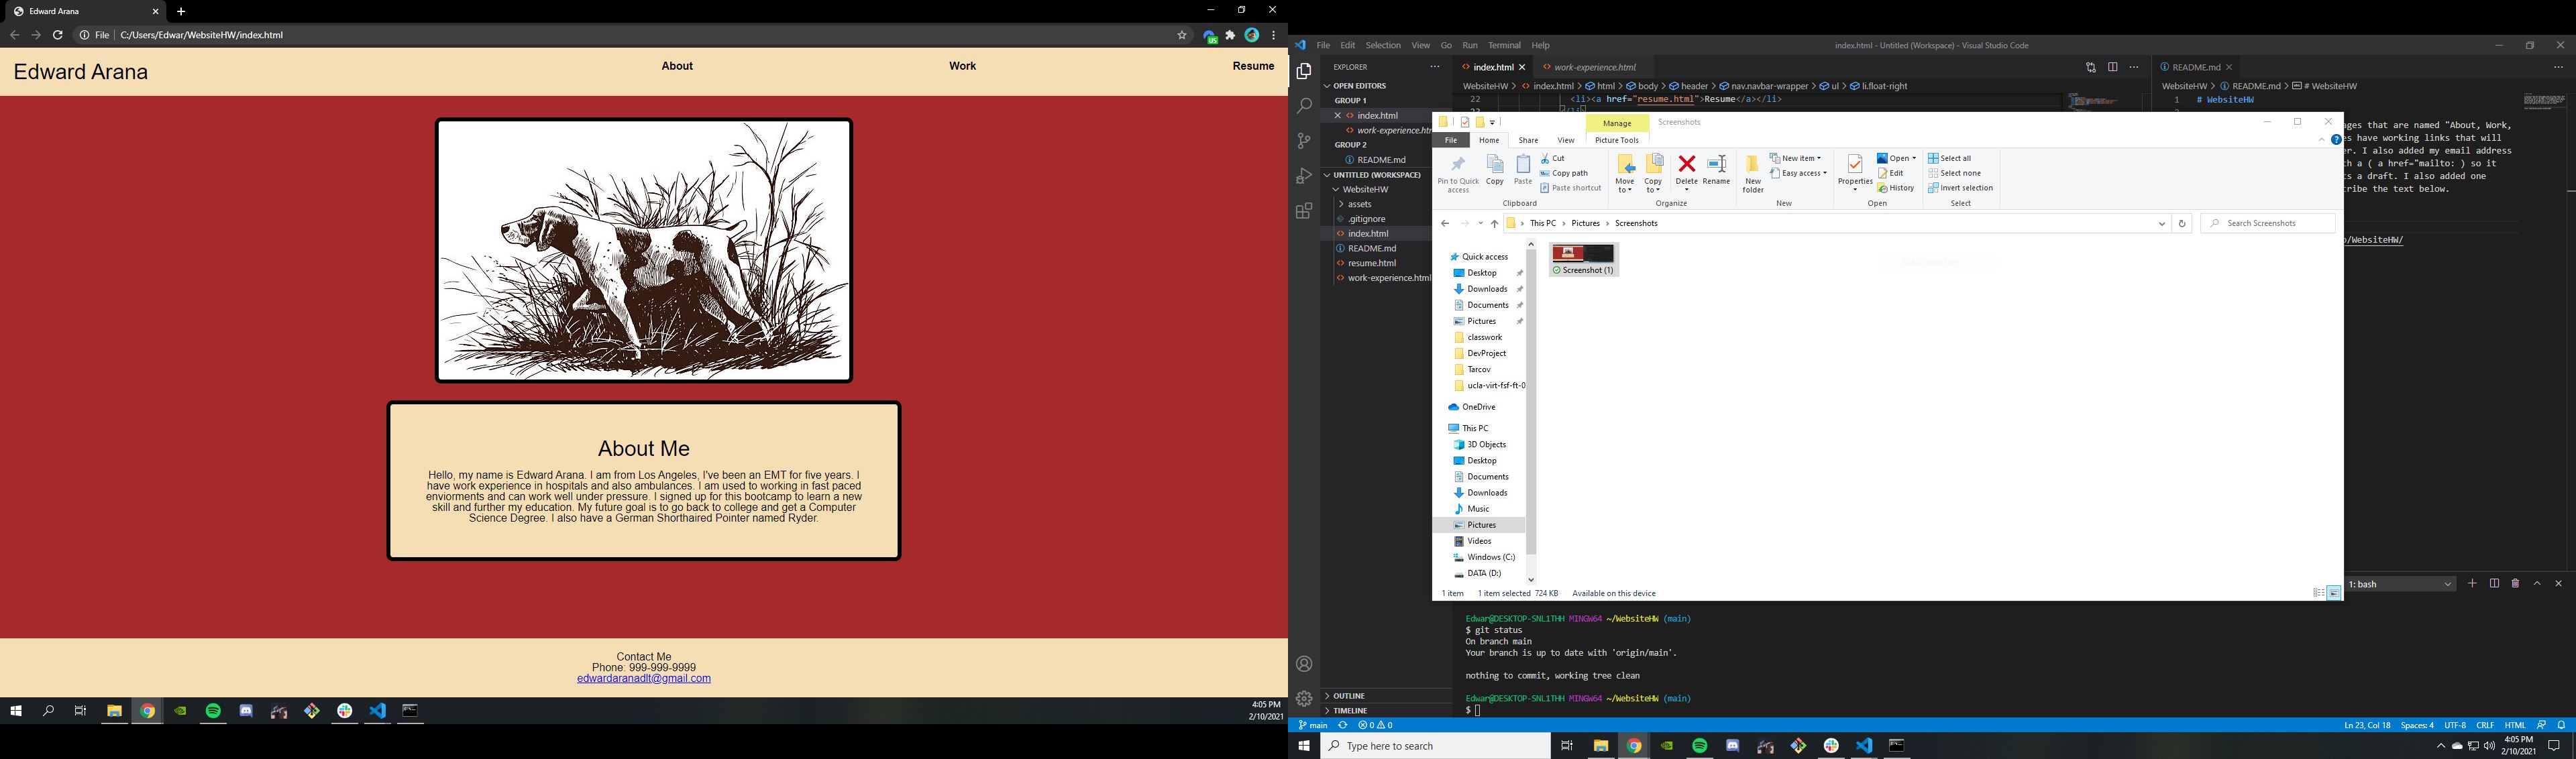 Edward Arana
File C:/Users/Edwar/WebsiteHW/index.html
Edward Arana
About
Work
Resume
About Me
Hello, my name is Edward Arana. I am from Los Angeles, I've been an EMT for five years. I
have work experience in hospitals and also ambulances. I am used to working in fast paced
enviorments and can work well under pressure. I signed up for this bootcamp to learn a new
skill and further my education. My future goal is to go back to college and get a Computer
Science Degree. I also have a German Shorthaired Pointer named Ryder.
Contact Me
Phone: 999-999-9999
edwardaranadlt@gmail.com
4:05 PM
2/10/2021
File Edit Selection View Go Run Terminal Help
index.html - Untitled (Workspace) - Visual Studio Code
EXPLORER
OPEN EDITORS
GROUP 1
index.html
work-experience.htm
GROUP 2
README.md
UNTITLED (WORKSPACE)
WebsiteHW
assets
.gitignore
index.html
README.md
resume.html
work-experience.html
OUTLINE
TIMELINE
index.html
work-experience.html
WebsiteHW > index.html > html > body > header > nav.navbar-wrapper > ul > li.float-right
22 <li><a href="resume.html">Resume</a></li>
README.md
WebsiteHW > README.md > # WebsiteHW
1 # WebsiteHW
ages that are named "About, Work,
es have working links that will
er. I also added my email address
th a ( a href="mailto: ) so it
ts a draft. I also added one
cribe the text below.
o/WebsiteHW/
Manage
Screenshots
File Home Share View Picture Tools
Pin to Quick access
Copy
Paste
Cut
Copy path
Paste shortcut
Clipboard
Move to
Copy to
Delete
Rename
Organize
New folder
New item
Easy access
New
Properties
Open
Edit
History
Open
Select all
Select none
Invert selection
Select
This PC > Pictures > Screenshots
Search Screenshots
Quick access
Desktop
Downloads
Documents
Pictures
classwork
DevProject
Tarcov
ucla-virt-fsf-ft-0
OneDrive
This PC
3D Objects
Desktop
Documents
Downloads
Music
Pictures
Videos
Windows (C:)
DATA (D:)
Screenshot (1)
1 item 1 item selected 724 KB Available on this device
1: bash
Edwar@DESKTOP-SNL1THH MINGW64 ~/WebsiteHW (main)
$ git status
On branch main
Your branch is up to date with 'origin/main'.
nothing to commit, working tree clean
Edwar@DESKTOP-SNL1THH MINGW64 ~/WebsiteHW (main)
$
main 0 0
Ln 23, Col 18 Spaces: 4 UTF-8 CRLF HTML
Type here to search
4:05 PM
2/10/2021